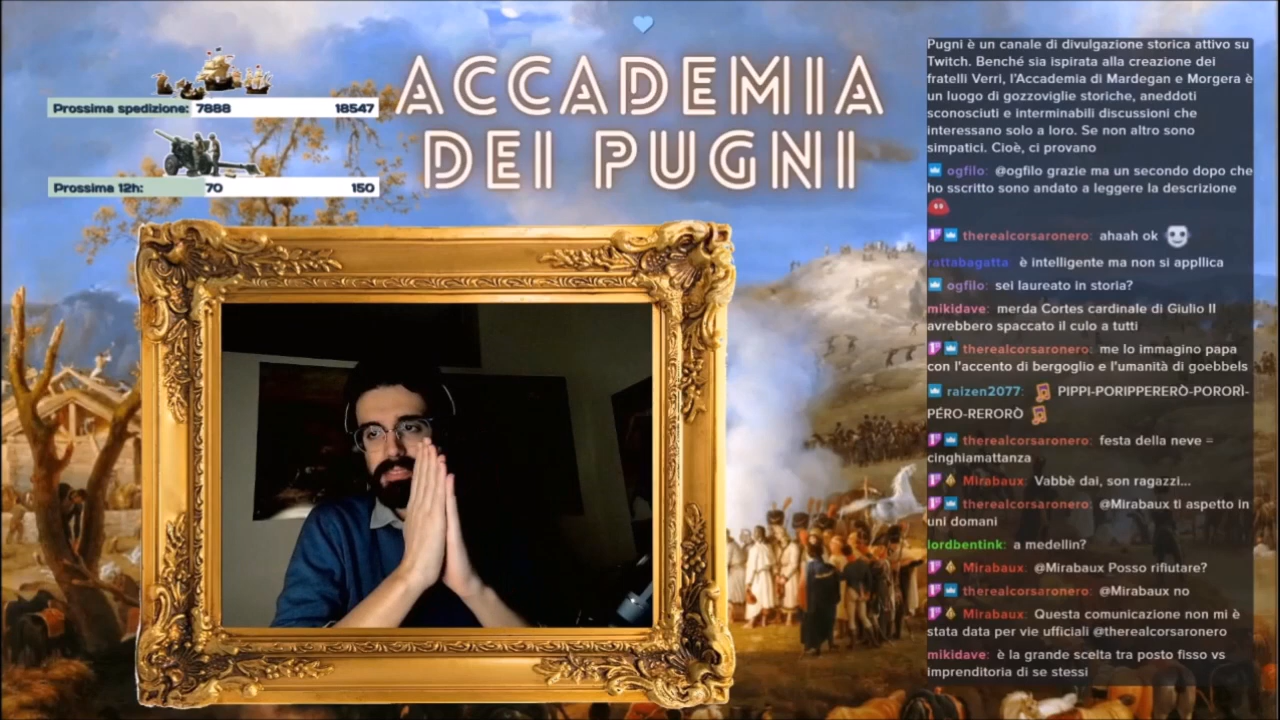 ACCADEMIA
DEI PUGNI
Prossima spedizione: 7888 18547
Prossima 12h: 70 150
Pugni è un canale di divulgazione storica attivo su
Twitch. Benché sia ispirata alla creazione dei
fratelli Verri, l'Accademia di Mardegan e Morgera è
un luogo di gozzoviglie storiche, aneddoti
sconosciuti e interminabili discussioni che
interessano solo a loro. Se non altro sono
simpatici. Cioè, ci provano
ogfilo: @ogfilo grazie ma un secondo dopo che
ho sscritto sono andato a leggere la descrizione
therealcorsaronero: ahaah ok
rattabagatta è intelligente ma non si appllica
ogfilo: sei laureato in storia?
mikidave: merda Cortes cardinale di Giulio II
avrebbero spaccato il culo a tutti
therealcorsaronero: me lo immagino papa
con l'accento di bergoglio e l'umanità di goebbels
raizen2077: PIPPI-PORIPPERERÒ-PORORÌ-
PÉRO-RERORÒ
therealcorsaronero: festa della neve =
cinghiamattanza
Mirabaux: Vabbè dai, son ragazzi...
therealcorsaronero: @Mirabaux ti aspetto in
uni domani
lordbentink: a medellin?
Mirabaux: @Mirabaux Posso rifiutare?
therealcorsaronero: @Mirabaux no
Mirabaux: Questa comunicazione non mi è
stata data per vie ufficiali @therealcorsaronero
mikidave: è la grande scelta tra posto fisso vs
imprenditoria di se stessi